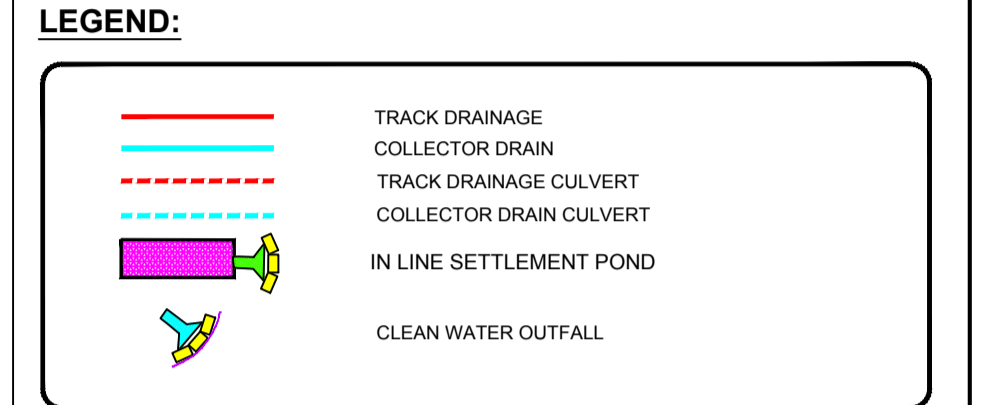 LEGEND:
TRACK DRAINAGE
COLLECTOR DRAIN
TRACK DRAINAGE CULVERT
COLLECTOR DRAIN CULVERT
IN LINE SETTLEMENT POND
CLEAN WATER OUTFALL